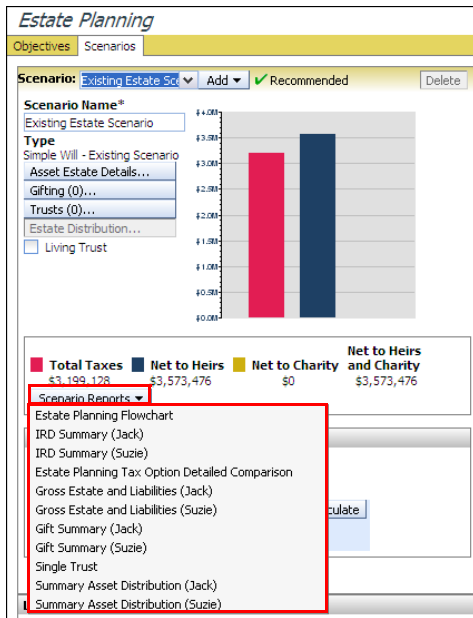 Estate Planning
Objectives Scenarios
Scenario: Existing Estate Sce Add Recommended Delete
Scenario Name*
Existing Estate Scenario
Type
Simple Will - Existing Scenario
Asset Estate Details...
Gifting (0)...
Trusts (0)...
Estate Distribution...
Living Trust
$4.0M
$3.5M
$3.0M
$2.5M
$2.0M
$1.5M
$1.0M
$0.5M
$0.0M
Total Taxes Net to Heirs Net to Charity Net to Heirs and Charity
$3,199,128 $3,573,476 $0 $3,573,476
Scenario Reports
Estate Planning Flowchart
IRD Summary (Jack)
IRD Summary (Suzie)
Estate Planning Tax Option Detailed Comparison
Gross Estate and Liabilities (Jack)
Gross Estate and Liabilities (Suzie)
culate
Gift Summary (Jack)
Gift Summary (Suzie)
Single Trust
Summary Asset Distribution (Jack)
Summary Asset Distribution (Suzie)